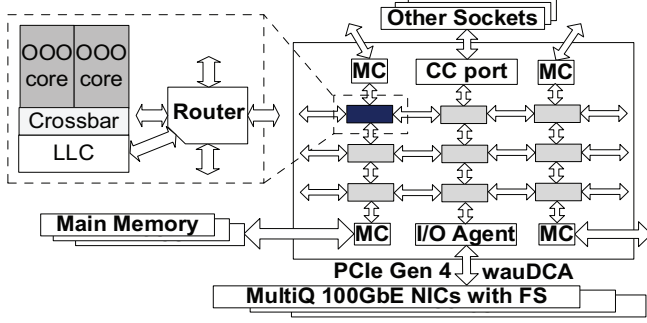 Other Sockets
OOO OOO
core core
Crossbar
LLC
Router
MC
CC port
MC
Main Memory
MC
I/O Agent
MC
PCIe Gen 4
wauDCA
MultiQ 100GbE NICs with FS